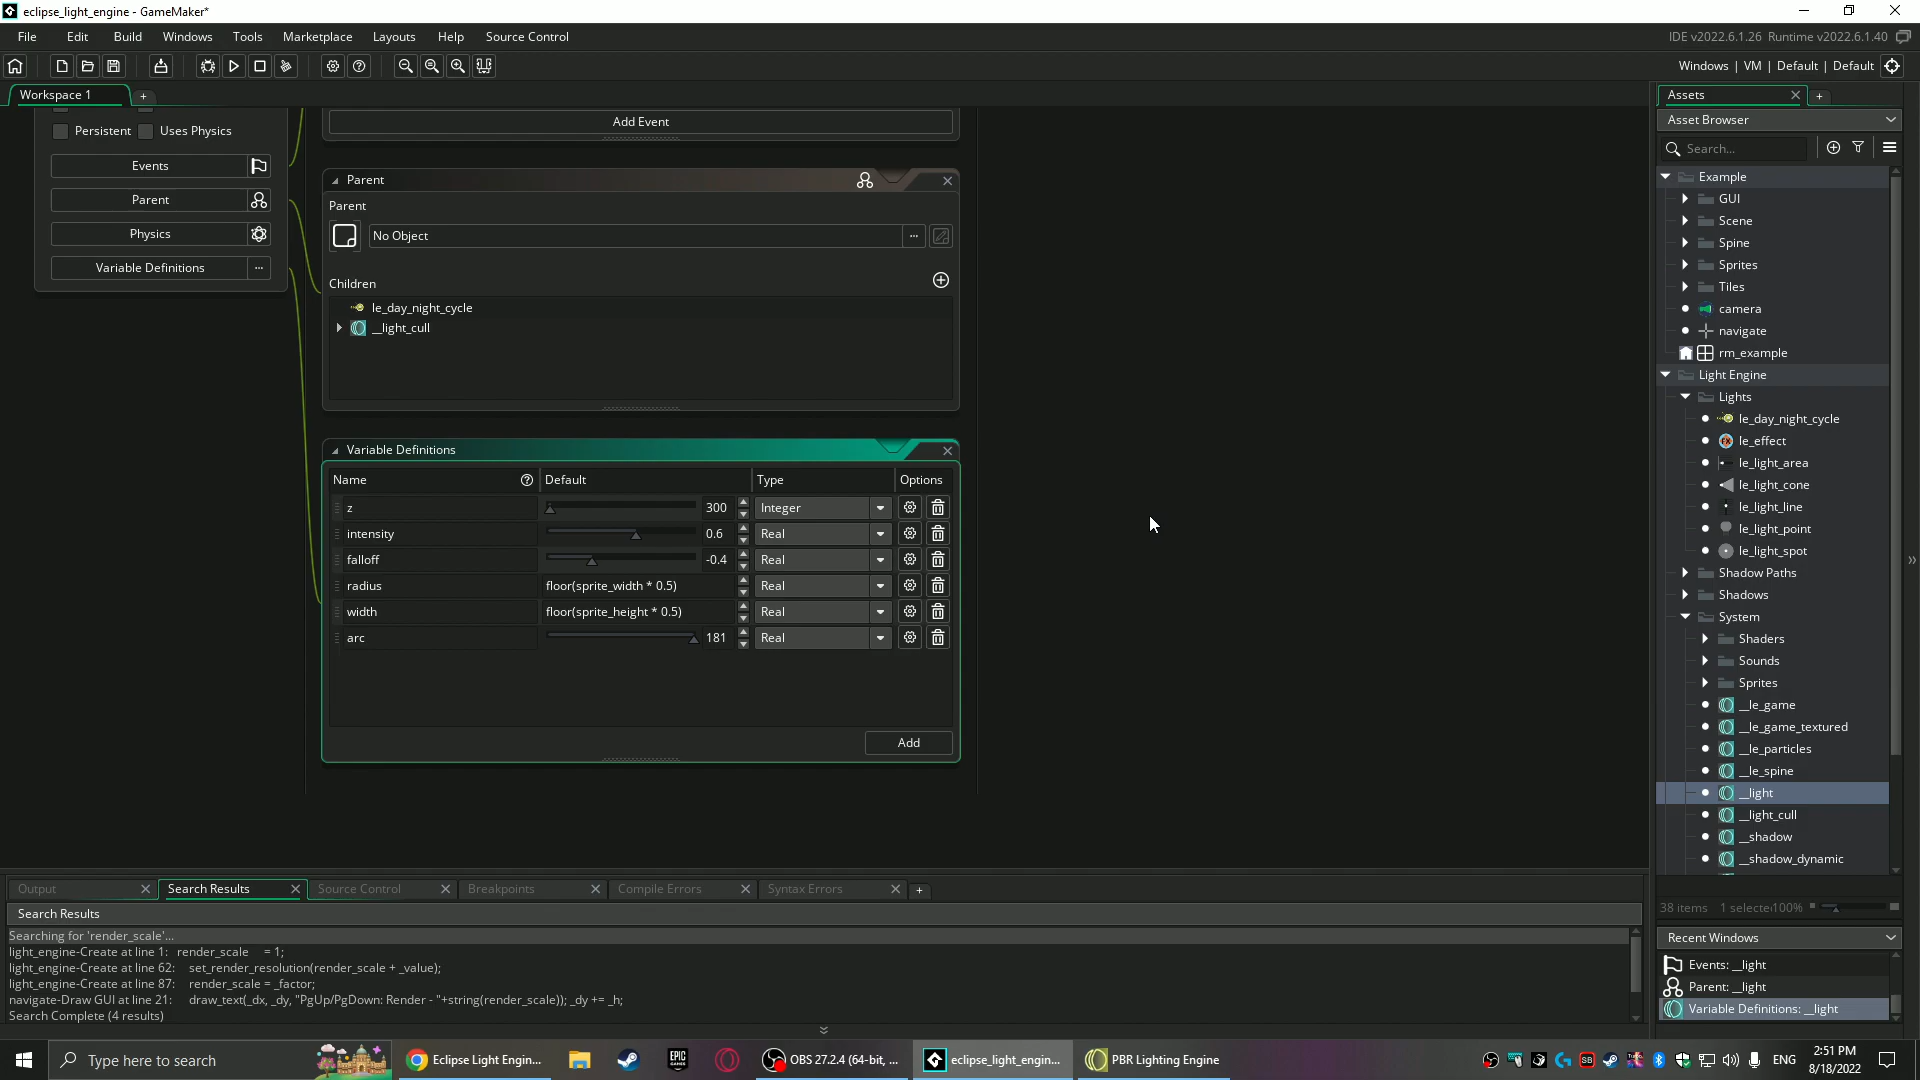 eclipse_light_engine - GameMaker*
File Edit Build Windows Tools Marketplace Layouts Help Source Control
IDE v2022.6.1.26 Runtime v2022.6.1.40
Windows | VM | Default | Default
Workspace 1 +
Persistent Uses Physics
Events
Parent
Physics
Variable Definitions ...
Add Event
Parent
Parent
No Object ...
Children
le_day_night_cycle
__light_cull
Variable Definitions
Name Default Type Options
z 300 Integer
intensity 0.6 Real
falloff -0.4 Real
radius floor(sprite_width * 0.5) Real
width floor(sprite_height * 0.5) Real
arc 181 Real
Add
Assets +
Asset Browser
Search...
Example
GUI
Scene
Spine
Sprites
Tiles
camera
navigate
rm_example
Light Engine
Lights
le_day_night_cycle
le_effect
le_light_area
le_light_cone
le_light_line
le_light_point
le_light_spot
Shadow Paths
Shadows
System
Shaders
Sounds
Sprites
__le_game
__le_game_textured
__le_particles
__le_spine
__light
__light_cull
__shadow
__shadow_dynamic
38 items 1 selecte 100%
Recent Windows
Events: __light
Parent: __light
Variable Definitions: __light
Output Search Results Source Control Breakpoints Compile Errors Syntax Errors +
Search Results
Searching for 'render_scale'...
light_engine-Create at line 1: render_scale = 1;
light_engine-Create at line 62: set_render_resolution(render_scale + _value);
light_engine-Create at line 87: render_scale = _factor;
navigate-Draw GUI at line 21: draw_text(_dx, _dy, "PgUp/PgDown: Render - "+string(render_scale)); _dy += _h;
Search Complete (4 results)
Type here to search
Eclipse Light Engin...
EPIC GAMES
OBS 27.2.4 (64-bit, ...
eclipse_light_engin...
PBR Lighting Engine
ENG
2:51 PM
8/18/2022